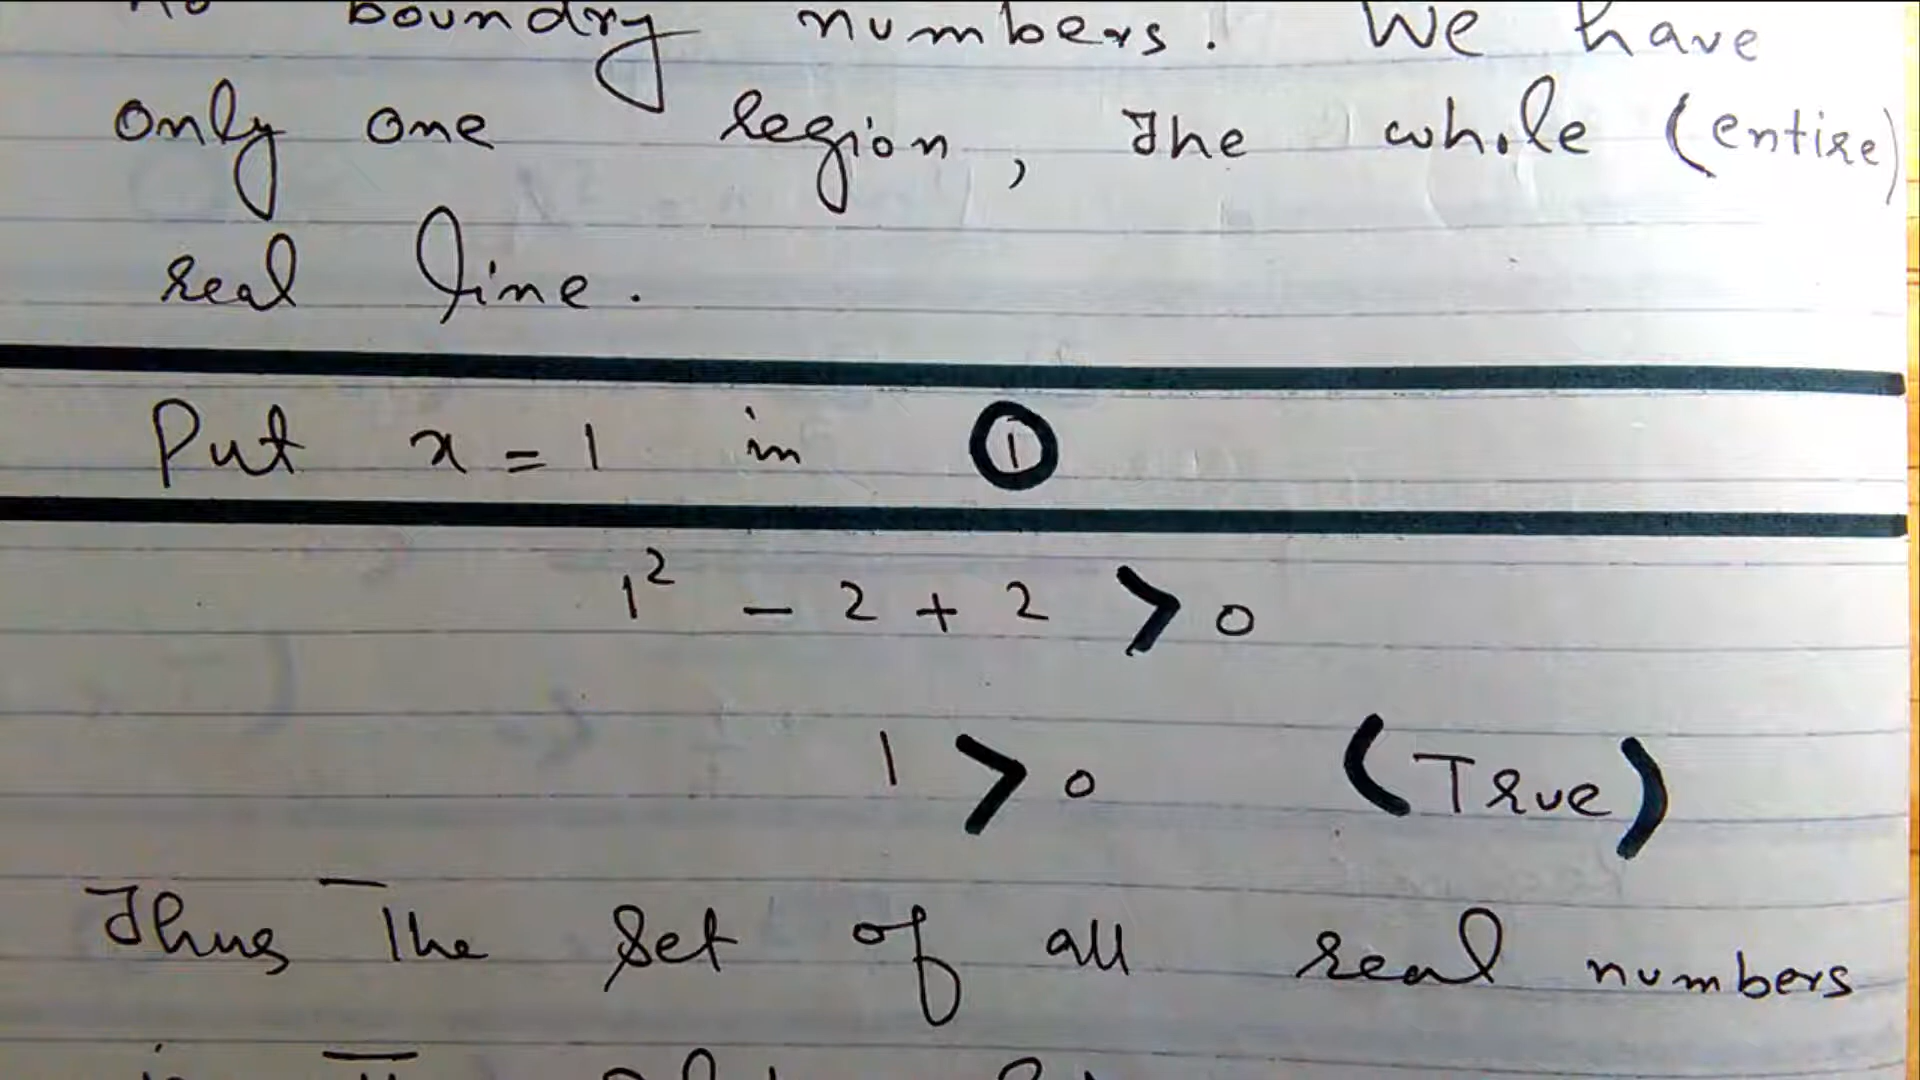 no boundry numbers. We have
only one region, The whole (entire)
real line.
Put x = 1 in ①
1² - 2 + 2 > 0
1 > 0 (True)
Thus The set of all real numbers